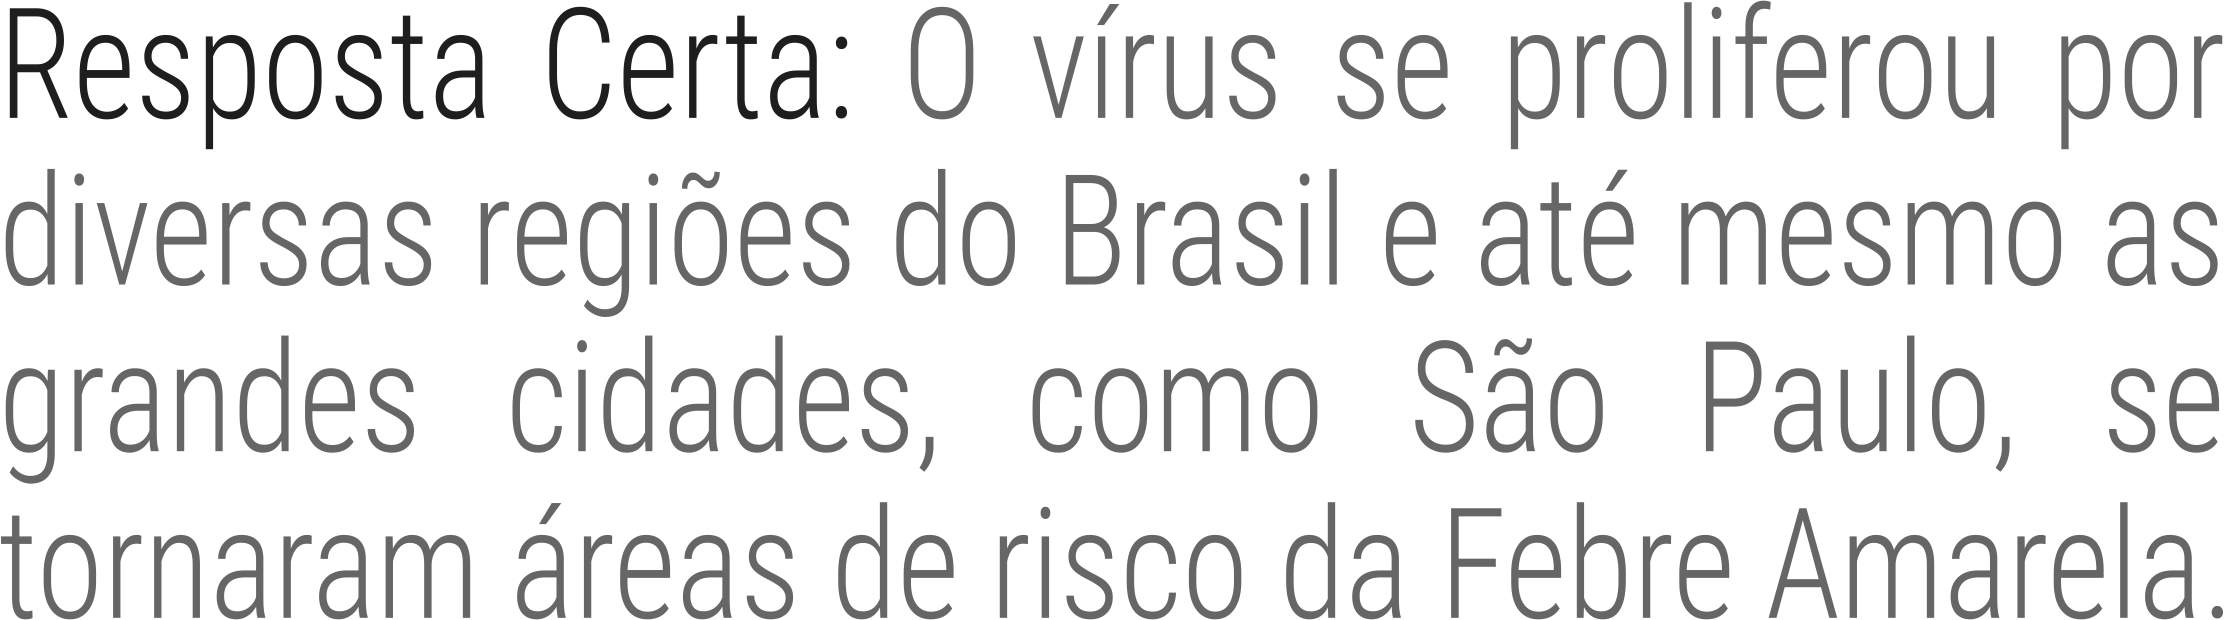 Resposta Certa: O vírus se proliferou por
diversas regiões do Brasil e até mesmo as
grandes cidades, como São Paulo, se
tornaram áreas de risco da Febre Amarela.